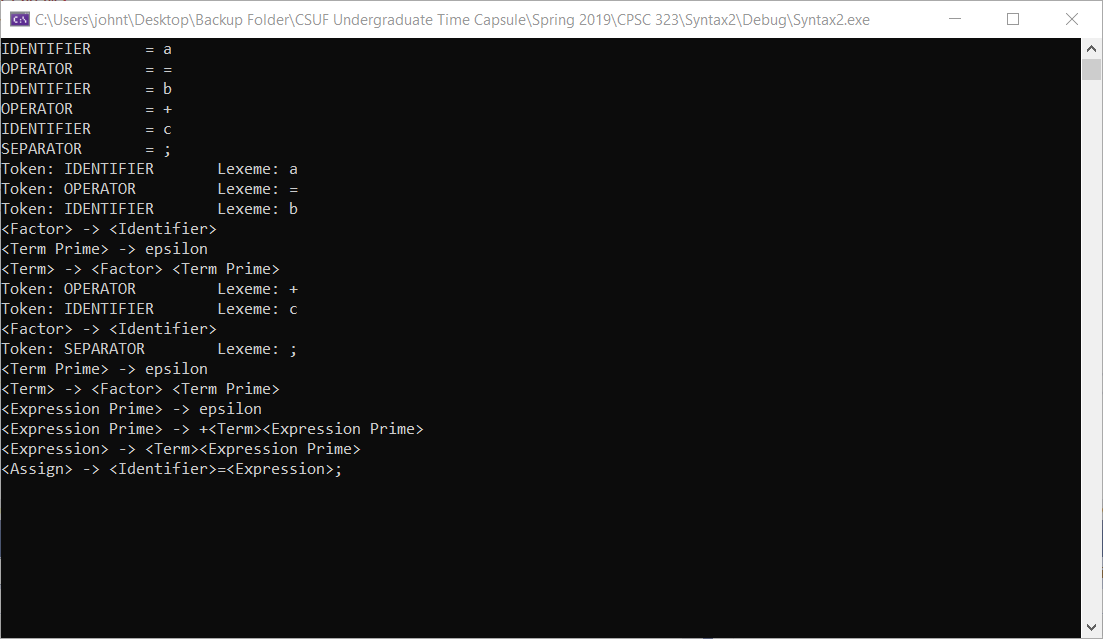 C:\Users\johnt\Desktop\Backup Folder\CSUF Undergraduate Time Capsule\Spring 2019\CPSC 323\Syntax2\Debug\Syntax2.exe
IDENTIFIER      = a
OPERATOR        = =
IDENTIFIER      = b
OPERATOR        = +
IDENTIFIER      = c
SEPARATOR       = ;
Token: IDENTIFIER       Lexeme: a
Token: OPERATOR         Lexeme: =
Token: IDENTIFIER       Lexeme: b
<Factor> -> <Identifier>
<Term Prime> -> epsilon
<Term> -> <Factor> <Term Prime>
Token: OPERATOR         Lexeme: +
Token: IDENTIFIER       Lexeme: c
<Factor> -> <Identifier>
Token: SEPARATOR        Lexeme: ;
<Term Prime> -> epsilon
<Term> -> <Factor> <Term Prime>
<Expression Prime> -> epsilon
<Expression Prime> -> +<Term><Expression Prime>
<Expression> -> <Term><Expression Prime>
<Assign> -> <Identifier>=<Expression>;